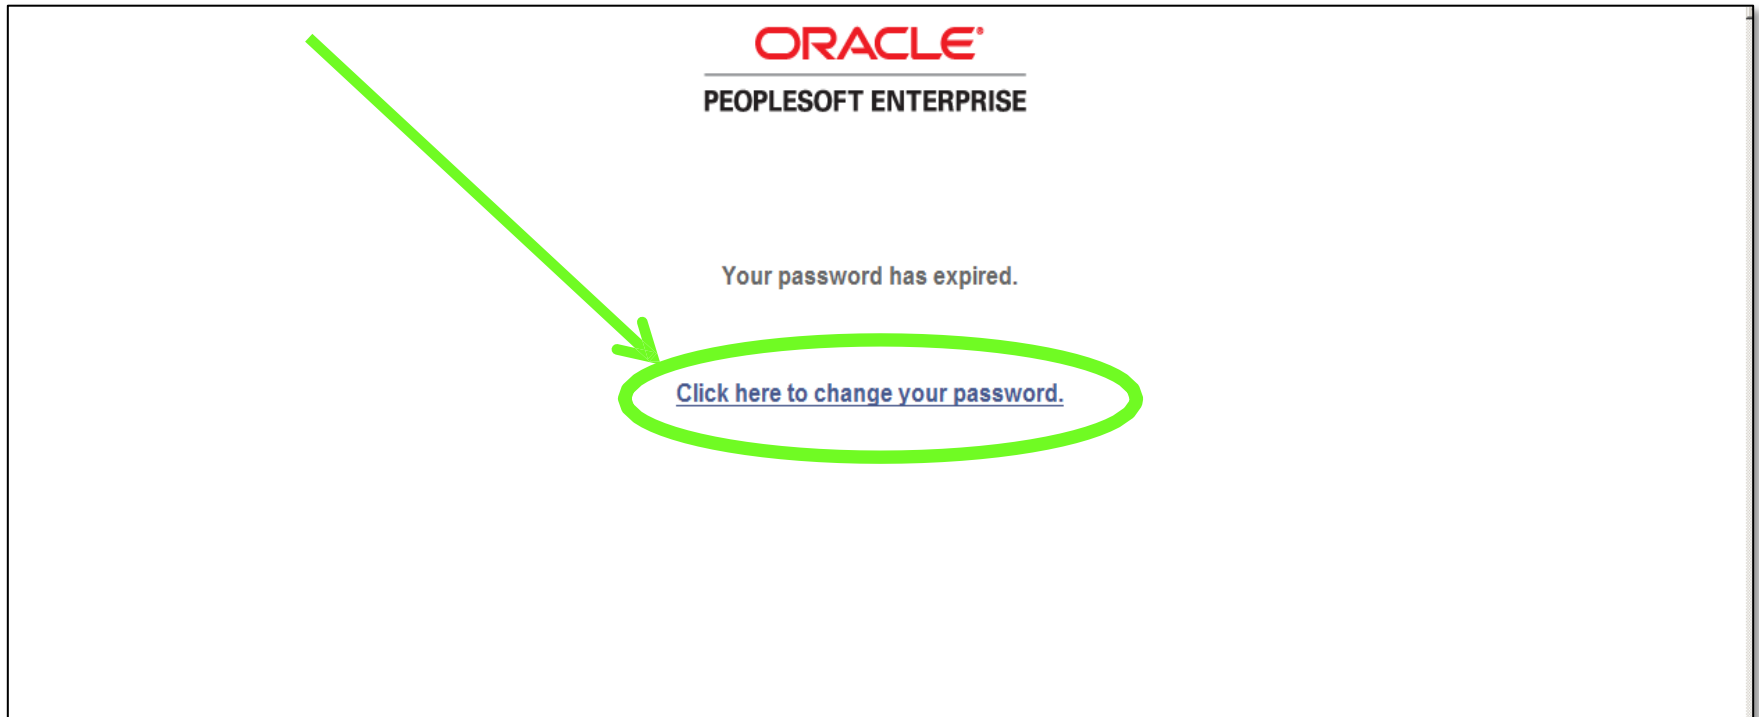 ORACLE®
PEOPLESOFT ENTERPRISE
Your password has expired.
Click here to change your password.